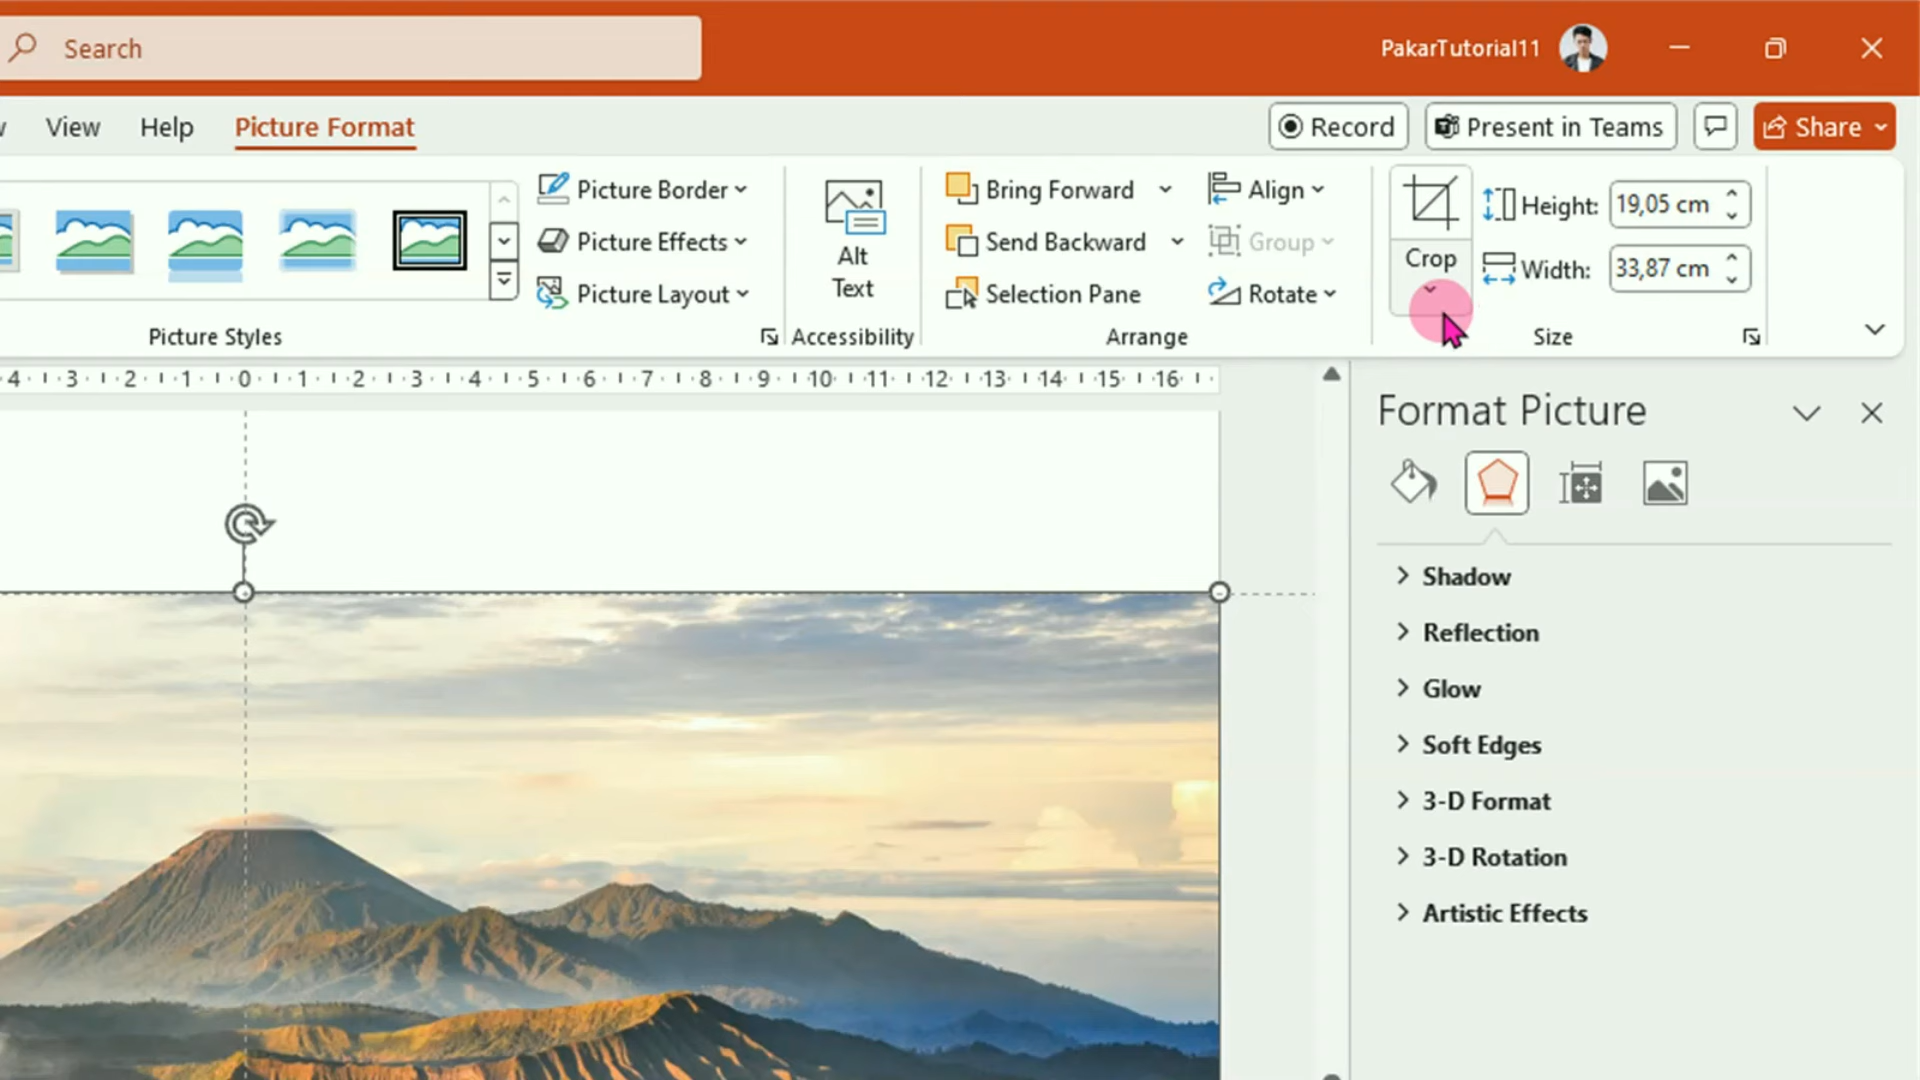 Search
PakarTutorial11
View Help Picture Format
Record Present in Teams Share
Picture Border
Picture Effects
Picture Layout
Picture Styles
Alt
Text
Accessibility
Bring Forward
Send Backward
Selection Pane
Align
Group
Rotate
Arrange
Crop
Height: 19,05 cm
Width: 33,87 cm
Size
4 3 2 1 0 1 2 3 4 5 6 7 8 9 10 11 12 13 14 15 16
Format Picture
Shadow
Reflection
Glow
Soft Edges
3-D Format
3-D Rotation
Artistic Effects